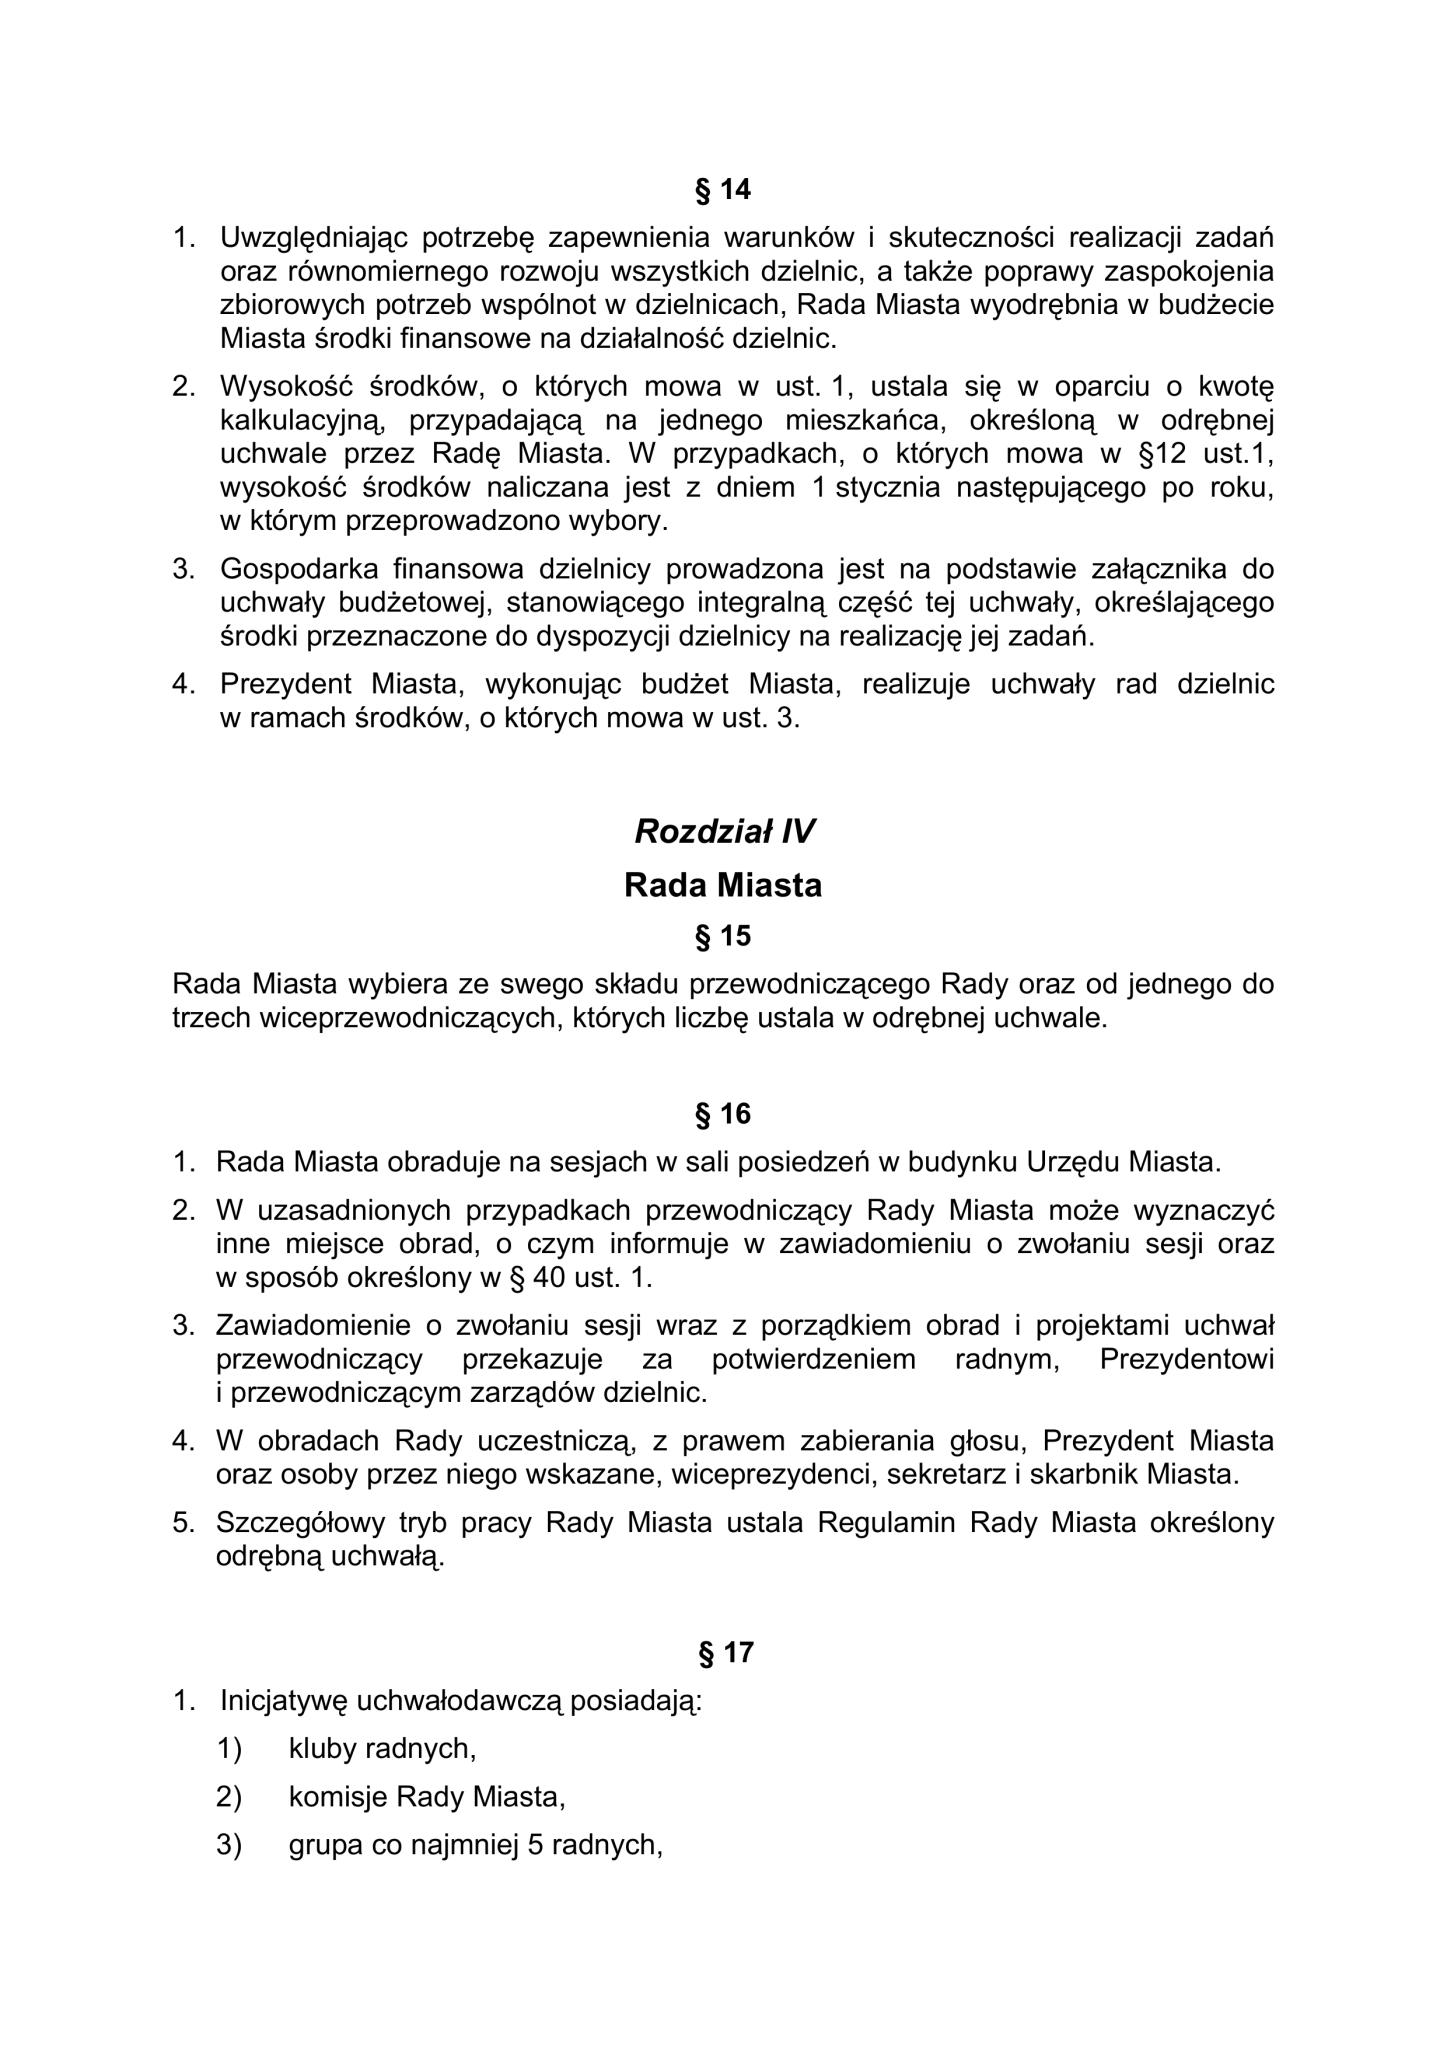 § 14
1. Uwzględniając potrzebę zapewnienia warunków i skuteczności realizacji zadań
oraz równomiernego rozwoju wszystkich dzielnic, a także poprawy zaspokojenia
zbiorowych potrzeb wspólnot w dzielnicach, Rada Miasta wyodrębnia w budżecie
Miasta środki finansowe na działalność dzielnic.
2. Wysokość środków, o których mowa w ust. 1, ustala się w oparciu o kwotę
kalkulacyjną, przypadającą na jednego mieszkańca, określoną w odrębnej
uchwale przez Radę Miasta. W przypadkach, o których mowa w §12 ust.1,
wysokość środków naliczana jest z dniem 1 stycznia następującego po roku,
w którym przeprowadzono wybory.
3. Gospodarka finansowa dzielnicy prowadzona jest na podstawie załącznika do
uchwały budżetowej, stanowiącego integralną część tej uchwały, określającego
środki przeznaczone do dyspozycji dzielnicy na realizację jej zadań.
4. Prezydent Miasta, wykonując budżet Miasta, realizuje uchwały rad dzielnic
w ramach środków, o których mowa w ust. 3.
Rozdział IV
Rada Miasta
§ 15
Rada Miasta wybiera ze swego składu przewodniczącego Rady oraz od jednego do
trzech wiceprzewodniczących, których liczbę ustala w odrębnej uchwale.
§ 16
1. Rada Miasta obraduje na sesjach w sali posiedzeń w budynku Urzędu Miasta.
2. W uzasadnionych przypadkach przewodniczący Rady Miasta może wyznaczyć
inne miejsce obrad, o czym informuje w zawiadomieniu o zwołaniu sesji oraz
w sposób określony w § 40 ust. 1.
3. Zawiadomienie o zwołaniu sesji wraz z porządkiem obrad i projektami uchwał
przewodniczący przekazuje za potwierdzeniem radnym, Prezydentowi
i przewodniczącym zarządów dzielnic.
4. W obradach Rady uczestniczą, z prawem zabierania głosu, Prezydent Miasta
oraz osoby przez niego wskazane, wiceprezydenci, sekretarz i skarbnik Miasta.
5. Szczegółowy tryb pracy Rady Miasta ustala Regulamin Rady Miasta określony
odrębną uchwałą.
§ 17
1. Inicjatywę uchwałodawczą posiadają:
1) kluby radnych,
2) komisje Rady Miasta,
3) grupa co najmniej 5 radnych,